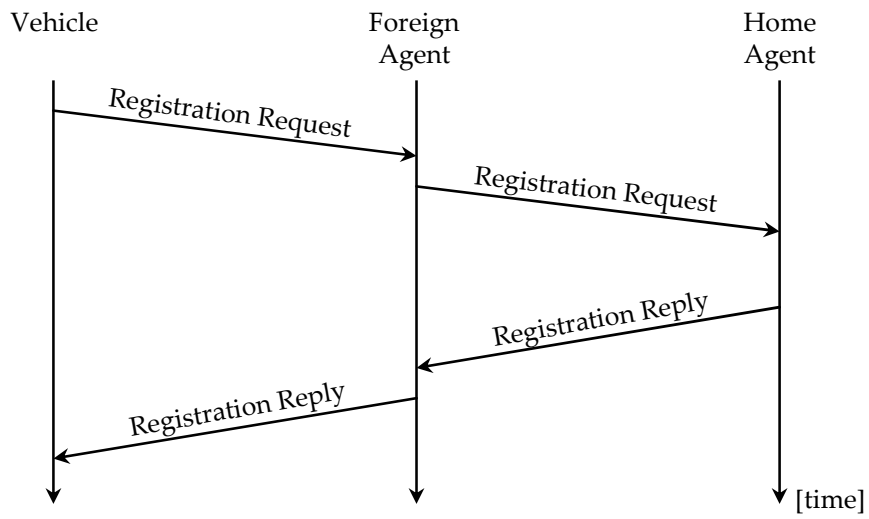 Vehicle
Foreign
Agent
Home
Agent
Registration Request
Registration Request
Registration Reply
Registration Reply
[time]